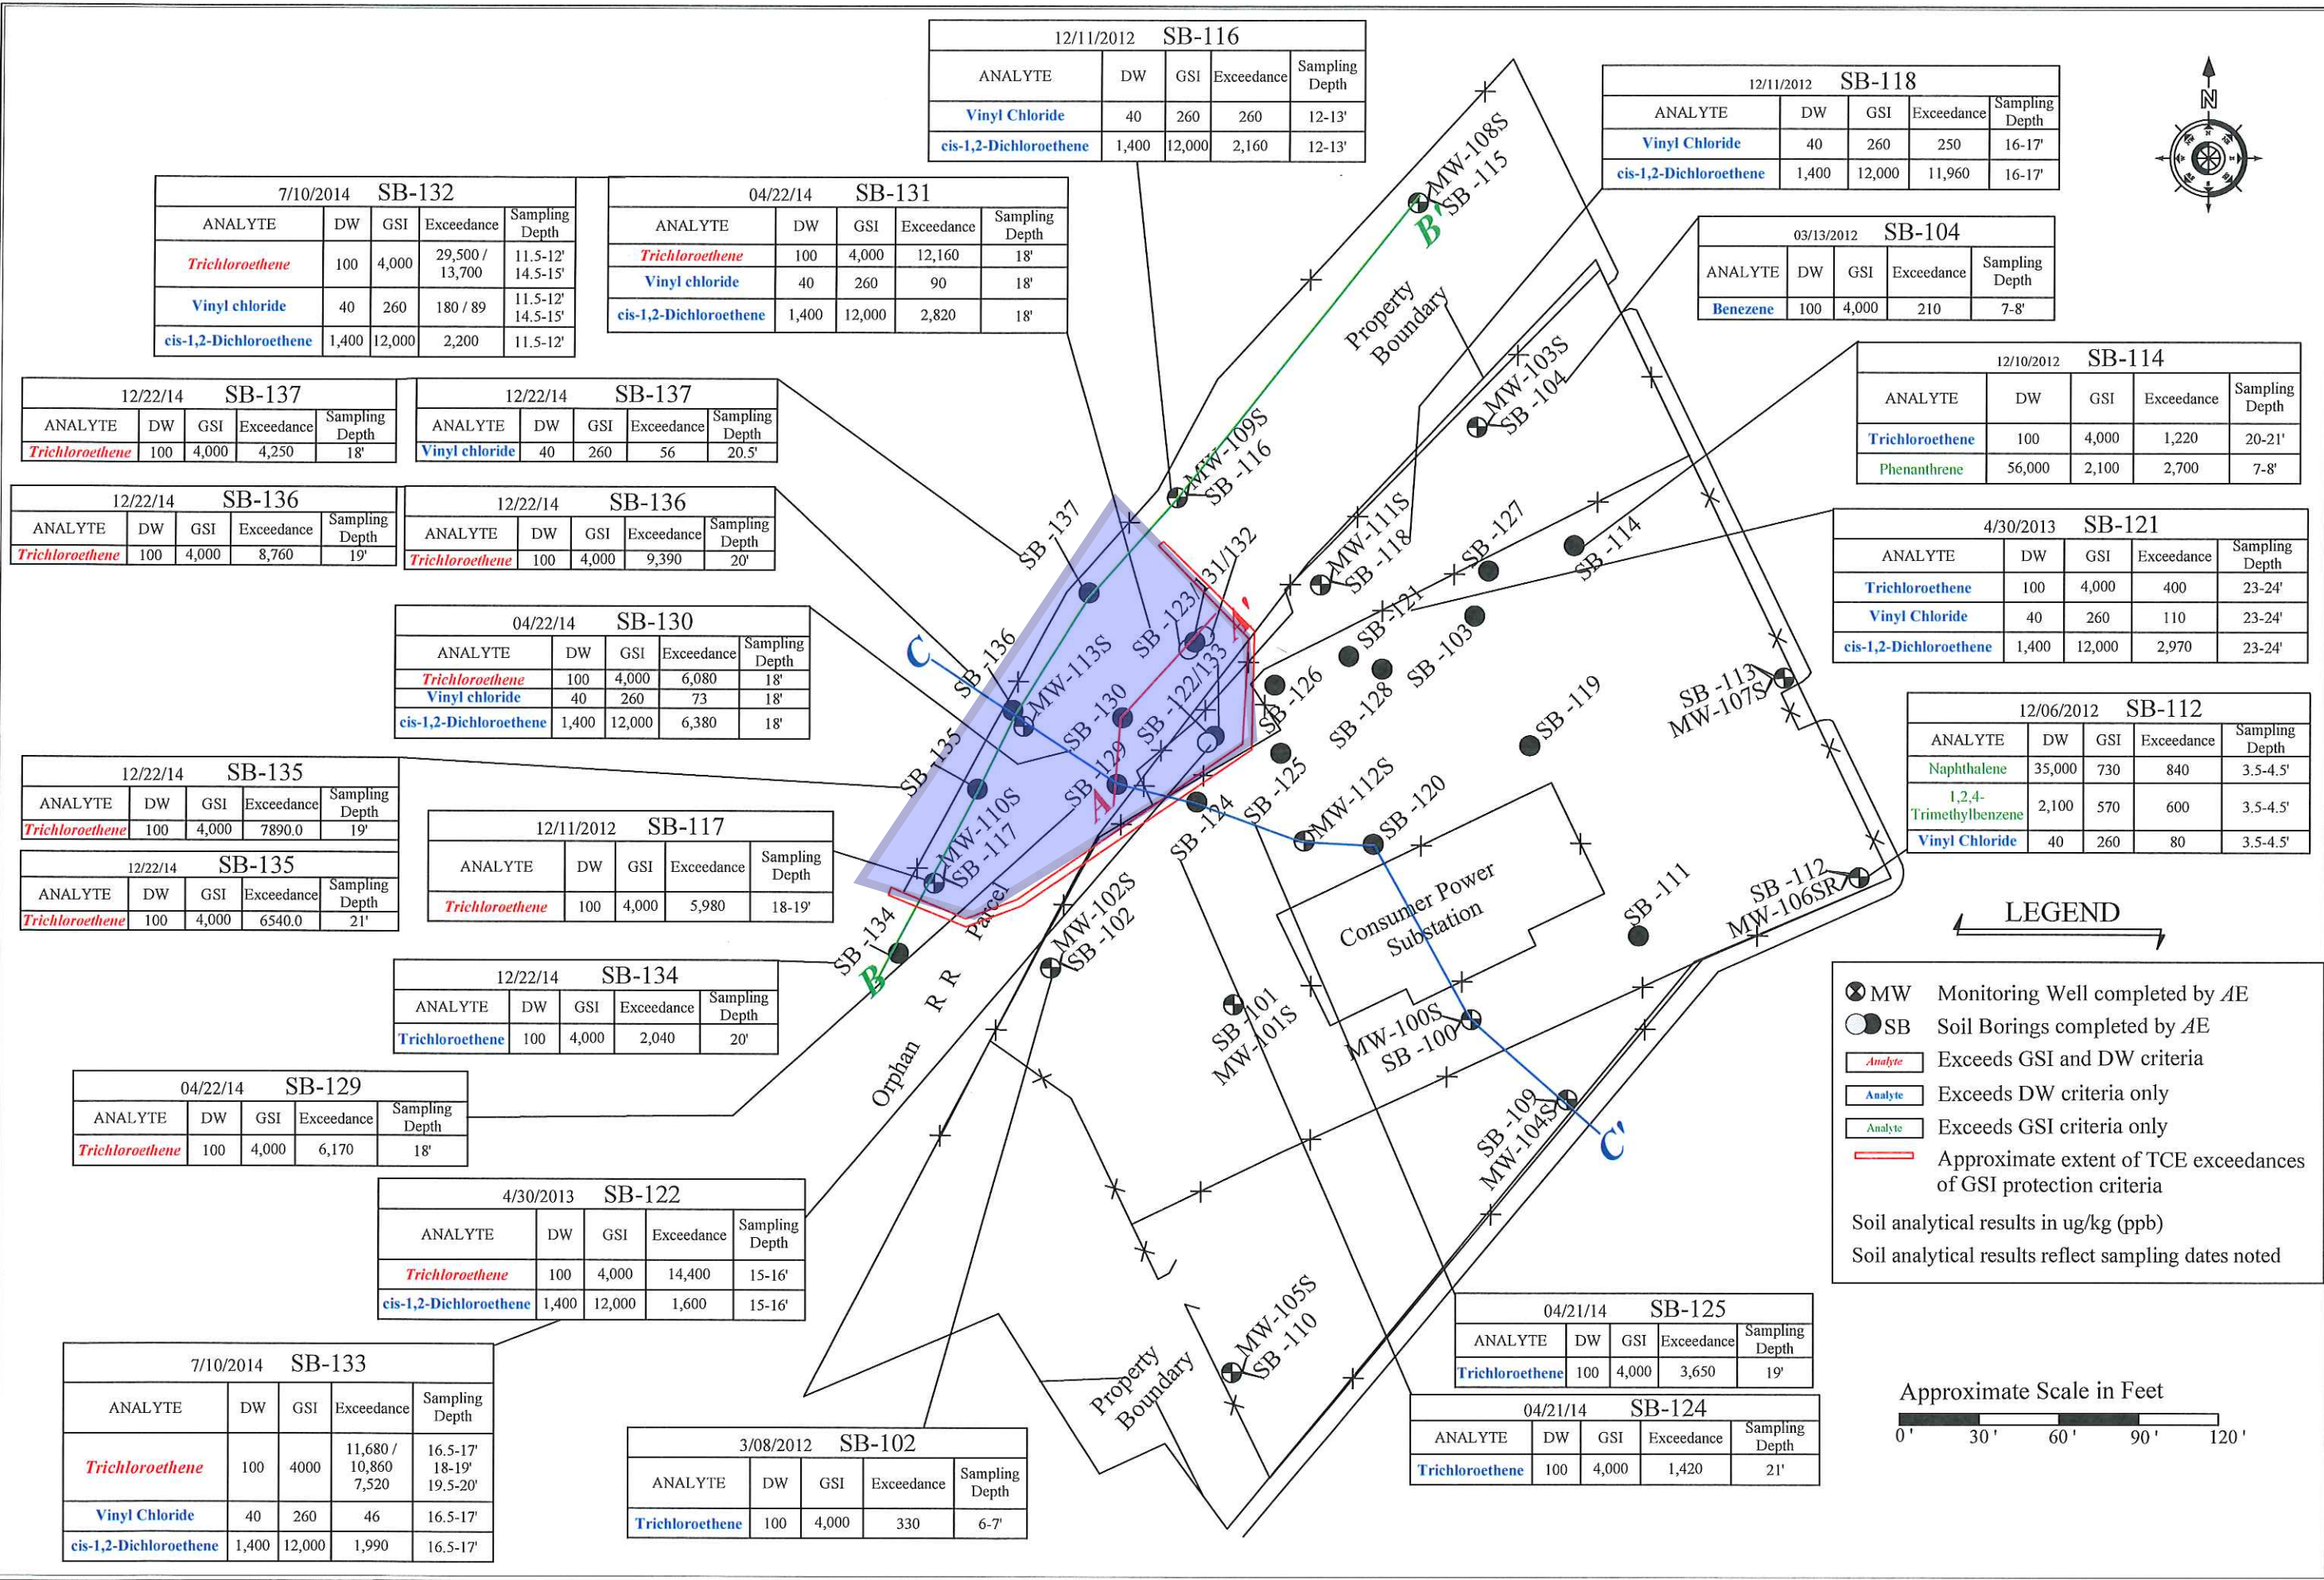 12/11/2012 SB-116
ANALYTE DW GSI Exceedance Sampling Depth
Vinyl Chloride 40 260 260 12-13'
cis-1,2-Dichloroethene 1,400 12,000 2,160 12-13'
12/11/2012 SB-118
ANALYTE DW GSI Exceedance Sampling Depth
Vinyl Chloride 40 260 250 16-17'
cis-1,2-Dichloroethene 1,400 12,000 11,960 16-17'
N
7/10/2014 SB-132
ANALYTE DW GSI Exceedance Sampling Depth
Trichloroethene 100 4,000 29,500 / 13,700 11.5-12' 14.5-15'
Vinyl chloride 40 260 180 / 89 11.5-12' 14.5-15'
cis-1,2-Dichloroethene 1,400 12,000 2,200 11.5-12'
04/22/14 SB-131
ANALYTE DW GSI Exceedance Sampling Depth
Trichloroethene 100 4,000 12,160 18'
Vinyl chloride 40 260 90 18'
cis-1,2-Dichloroethene 1,400 12,000 2,820 18'
03/13/2012 SB-104
ANALYTE DW GSI Exceedance Sampling Depth
Benezene 100 4,000 210 7-8'
12/22/14 SB-137
ANALYTE DW GSI Exceedance Sampling Depth
Trichloroethene 100 4,000 4,250 18'
12/22/14 SB-137
ANALYTE DW GSI Exceedance Sampling Depth
Vinyl chloride 40 260 56 20.5'
12/10/2012 SB-114
ANALYTE DW GSI Exceedance Sampling Depth
Trichloroethene 100 4,000 1,220 20-21'
Phenanthrene 56,000 2,100 2,700 7-8'
12/22/14 SB-136
ANALYTE DW GSI Exceedance Sampling Depth
Trichloroethene 100 4,000 8,760 19'
12/22/14 SB-136
ANALYTE DW GSI Exceedance Sampling Depth
Trichloroethene 100 4,000 9,390 20'
4/30/2013 SB-121
ANALYTE DW GSI Exceedance Sampling Depth
Trichloroethene 100 4,000 400 23-24'
Vinyl Chloride 40 260 110 23-24'
cis-1,2-Dichloroethene 1,400 12,000 2,970 23-24'
04/22/14 SB-130
ANALYTE DW GSI Exceedance Sampling Depth
Trichloroethene 100 4,000 6,080 18'
Vinyl chloride 40 260 73 18'
cis-1,2-Dichloroethene 1,400 12,000 6,380 18'
12/06/2012 SB-112
ANALYTE DW GSI Exceedance Sampling Depth
Naphthalene 35,000 730 840 3.5-4.5'
1,2,4-Trimethylbenzene 2,100 570 600 3.5-4.5'
Vinyl Chloride 40 260 80 3.5-4.5'
12/22/14 SB-135
ANALYTE DW GSI Exceedance Sampling Depth
Trichloroethene 100 4,000 7890.0 19'
12/22/14 SB-135
ANALYTE DW GSI Exceedance Sampling Depth
Trichloroethene 100 4,000 6540.0 21'
12/11/2012 SB-117
ANALYTE DW GSI Exceedance Sampling Depth
Trichloroethene 100 4,000 5,980 18-19'
12/22/14 SB-134
ANALYTE DW GSI Exceedance Sampling Depth
Trichloroethene 100 4,000 2,040 20'
04/22/14 SB-129
ANALYTE DW GSI Exceedance Sampling Depth
Trichloroethene 100 4,000 6,170 18'
4/30/2013 SB-122
ANALYTE DW GSI Exceedance Sampling Depth
Trichloroethene 100 4,000 14,400 15-16'
cis-1,2-Dichloroethene 1,400 12,000 1,600 15-16'
7/10/2014 SB-133
ANALYTE DW GSI Exceedance Sampling Depth
Trichloroethene 100 4000 11,680 / 10,860 7,520 16.5-17' 18-19' 19.5-20'
Vinyl Chloride 40 260 46 16.5-17'
cis-1,2-Dichloroethene 1,400 12,000 1,990 16.5-17'
3/08/2012 SB-102
ANALYTE DW GSI Exceedance Sampling Depth
Trichloroethene 100 4,000 330 6-7'
04/21/14 SB-125
ANALYTE DW GSI Exceedance Sampling Depth
Trichloroethene 100 4,000 3,650 19'
04/21/14 SB-124
ANALYTE DW GSI Exceedance Sampling Depth
Trichloroethene 100 4,000 1,420 21'
MW-108S
SB-115
B'
Property
Boundary
MW-103S
SB-104
MW-109S
SB-116
MW-111S
SB-118
SB-127
SB-114
SB-137
SB-123/131/132
A'
SB-121
SB-103
SB-128
SB-126
SB-136
C
MW-113S
SB-130
SB-122/133
SB-129
A
SB-135
SB-125
SB-124
SB-119
SB-113
MW-107S
MW-110S
SB-117
MW-112S
SB-120
SB-134
B
Orphan R R Parcel
MW-102S
SB-102
Consumer Power
Substation
SB-111
SB-112
MW-106SR
SB-101
MW-101S
MW-100S
SB-100
SB-109
MW-104S
C'
MW-105S
SB-110
Property
Boundary
LEGEND
MW Monitoring Well completed by AE
SB Soil Borings completed by AE
Analyte Exceeds GSI and DW criteria
Analyte Exceeds DW criteria only
Analyte Exceeds GSI criteria only
Approximate extent of TCE exceedances
of GSI protection criteria
Soil analytical results in ug/kg (ppb)
Soil analytical results reflect sampling dates noted
Approximate Scale in Feet
0' 30' 60' 90' 120'